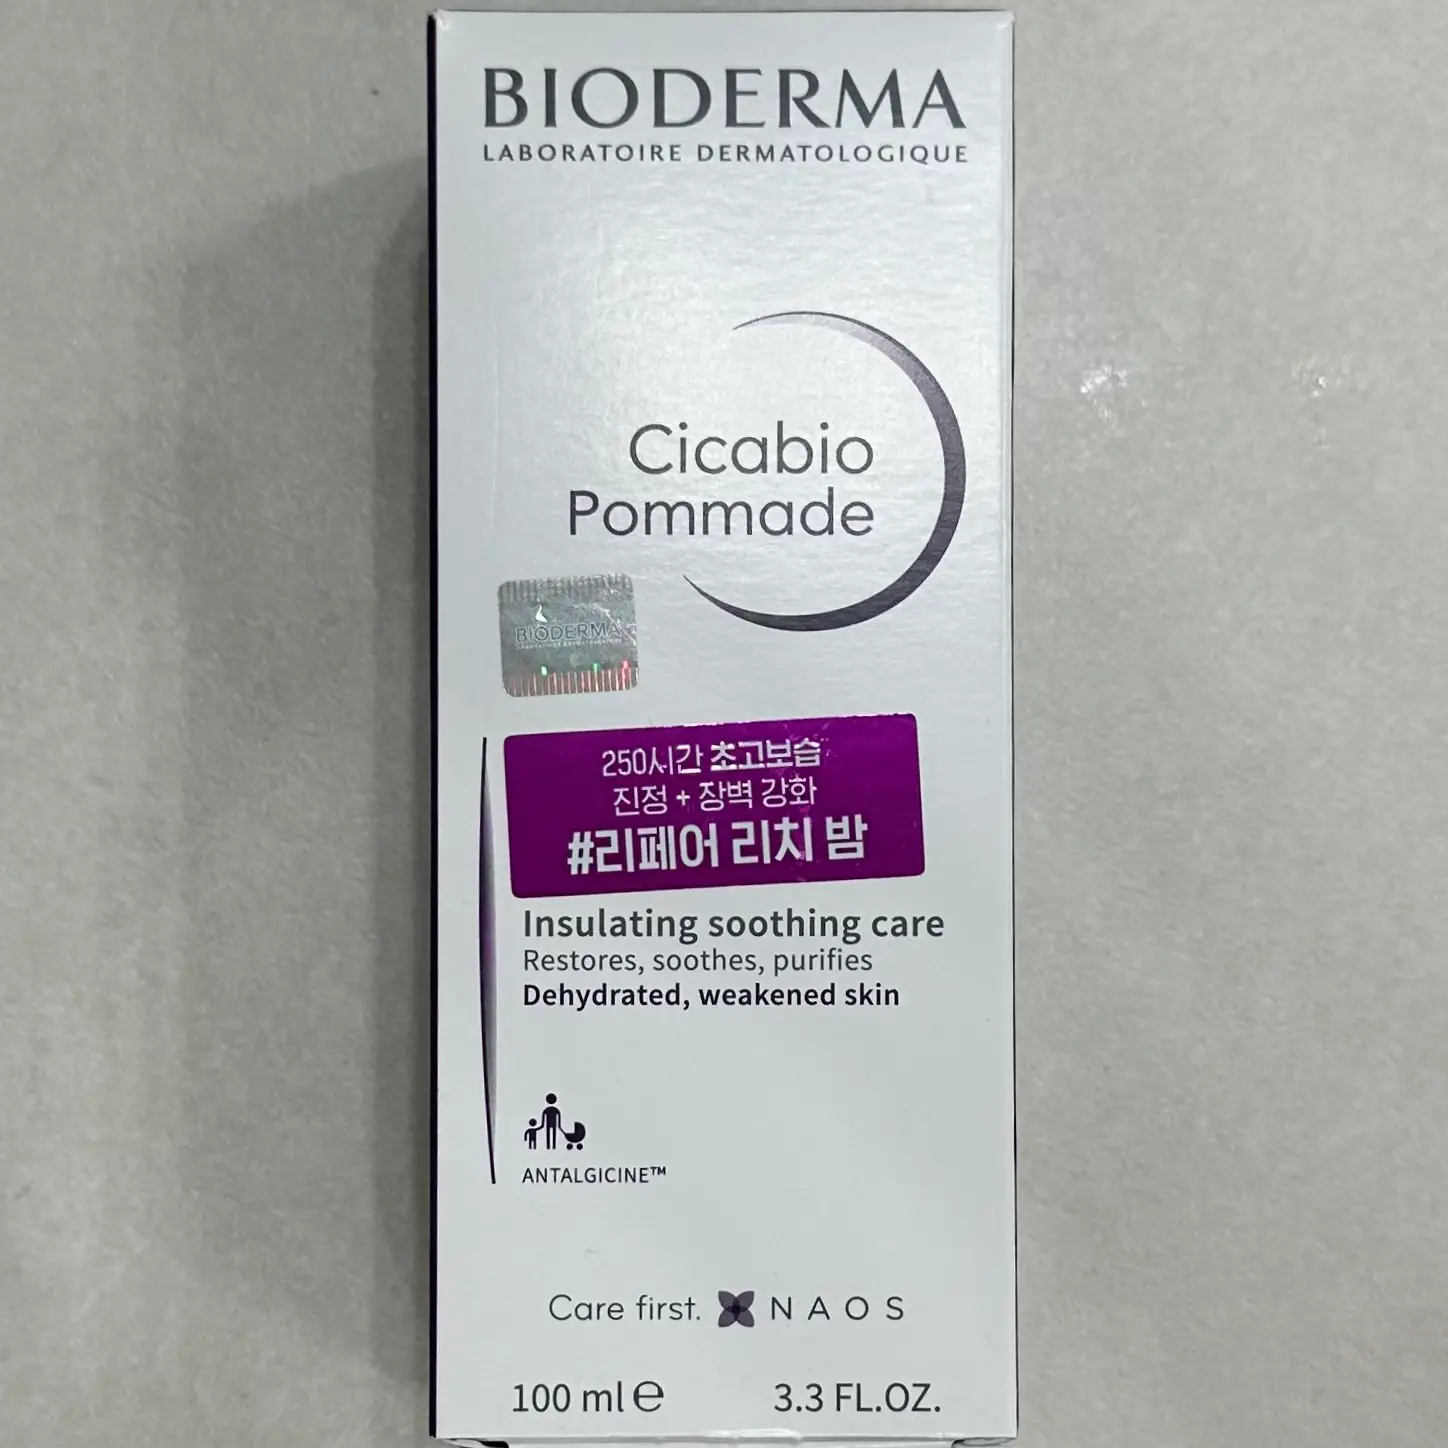 BIODERMA
LABORATOIRE DERMATOLOGIQUE
Cicabio
Pommade
BIODERMA
250시간 초고보습
진정 + 장벽 강화
#리페어 리치 밤
Insulating soothing care
Restores, soothes, purifies
Dehydrated, weakened skin
ANTALGICINE™
Care first. NAOS
100 ml ℮ 3.3 FL.OZ.